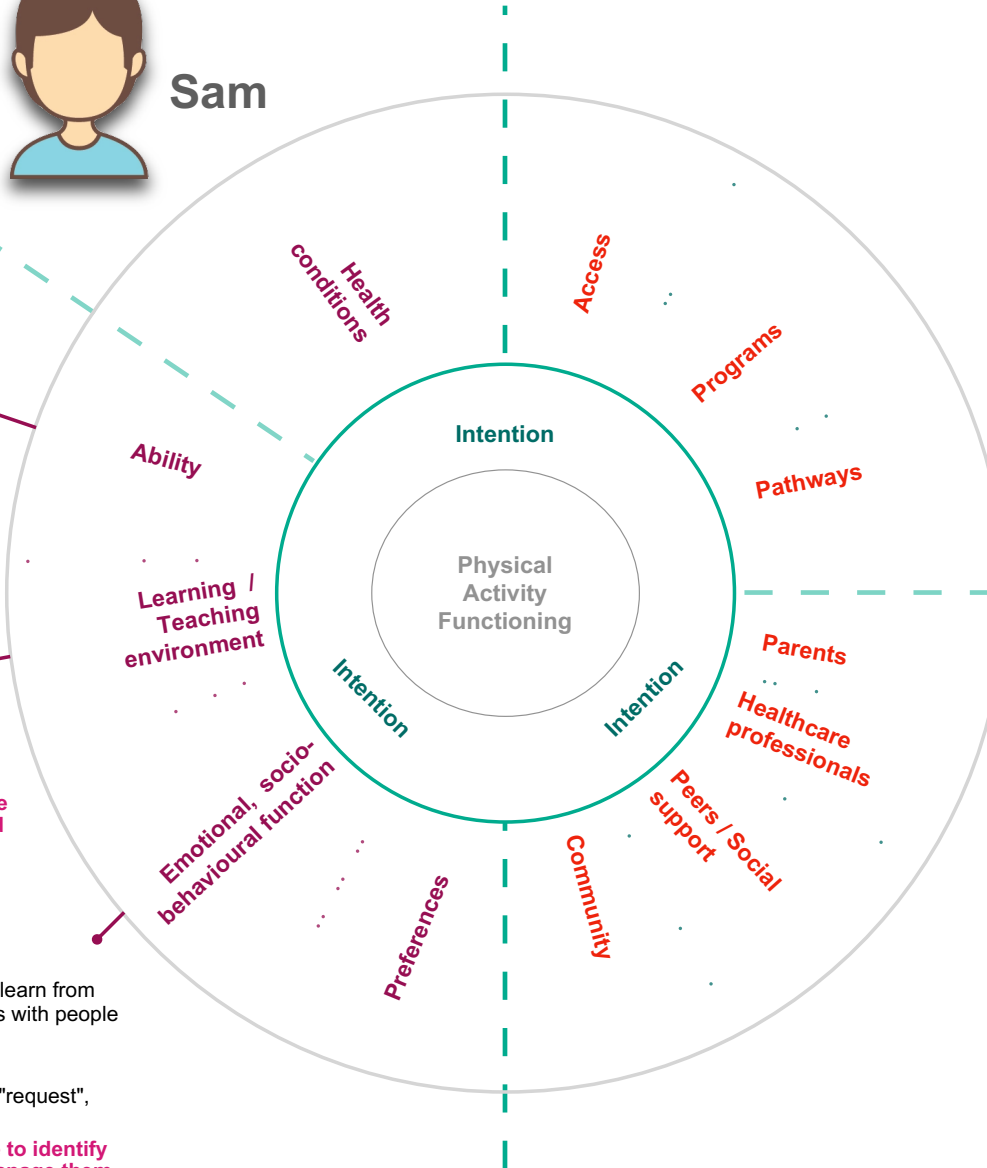 Sam
Health
conditions
Access
Programs
Pathways
Ability
Intention
Physical
Activity
Functioning
Learning /
Teaching
environment
Intention
Intention
Parents
Healthcare
professionals
Peers / Social
support
Community
Emotional, socio-
behavioural function
Preferences
learn from
with people
"request",
to identify